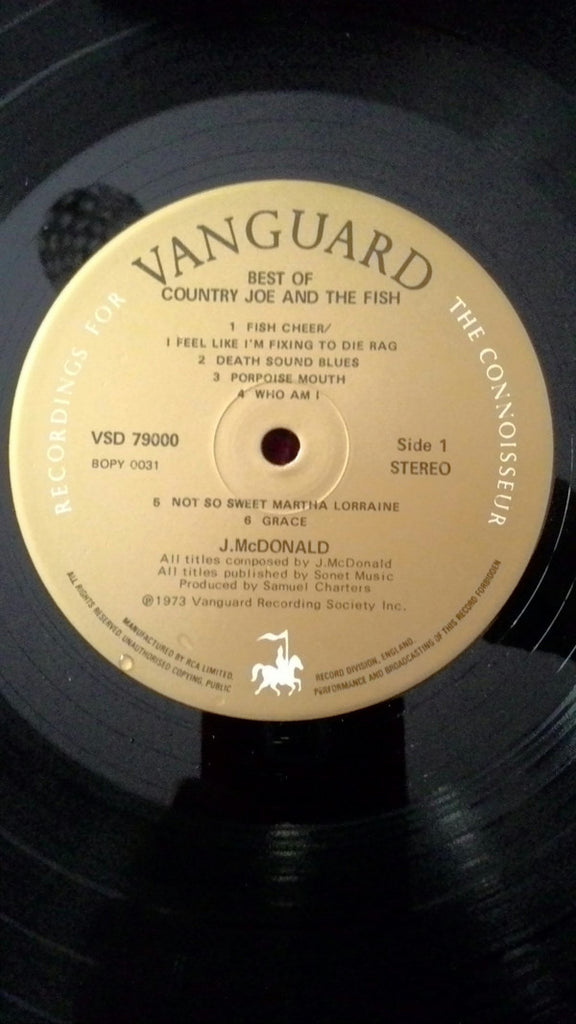 VANGUARD
RECORDINGS FOR
THE CONNOISSEUR
BEST OF
COUNTRY JOE AND THE FISH
1 FISH CHEER/
I FEEL LIKE I'M FIXING TO DIE RAG
2 DEATH SOUND BLUES
3 PORPOISE MOUTH
4 WHO AM I
VSD 79000
BOPY 0031
Side 1
STEREO
5 NOT SO SWEET MARTHA LORRAINE
6 GRACE
J.McDONALD
All titles composed by J.McDonald
All titles published by Sonet Music
Produced by Samuel Charters
℗1973 Vanguard Recording Society Inc.
MANUFACTURED BY RCA LIMITED, RECORD DIVISION, ENGLAND.
ALL RIGHTS RESERVED. UNAUTHORISED COPYING, PUBLIC PERFORMANCE AND BROADCASTING OF THIS RECORD FORBIDDEN